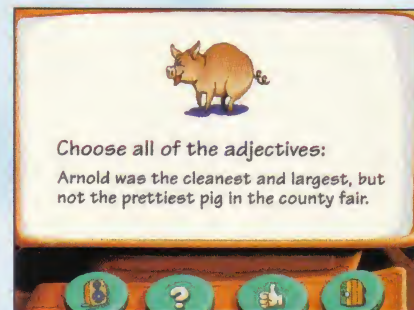 Choose all of the adjectives:
Arnold was the cleanest and largest, but
not the prettiest pig in the county fair.
?